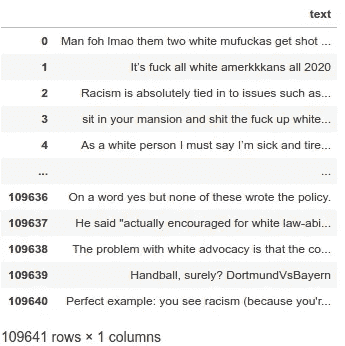 text
0 Man foh lmao them two white mufuckas get shot ...
1 It's fuck all white amerkkkans all 2020
2 Racism is absolutely tied in to issues such as...
3 sit in your mansion and shit the fuck up white...
4 As a white person I must say I'm sick and tire...
... ...
109636 On a word yes but none of these wrote the policy.
109637 He said "actually encouraged for white law-abi...
109638 The problem with white advocacy is that the co...
109639 Handball, surely? DortmundVsBayern
109640 Perfect example: you see racism (because you'r...
109641 rows × 1 columns